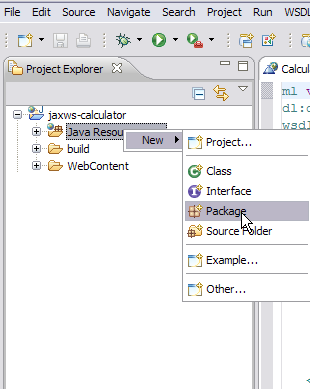 Edit Source Navigate Search Project Run WSDL
Project Explorer
Calcul
ml v
dl:d
wsdl
jaxws-calculator
Java Resou
build
WebContent
New
Project...
Class
Interface
Package
Source Folder
Example...
Other...
<